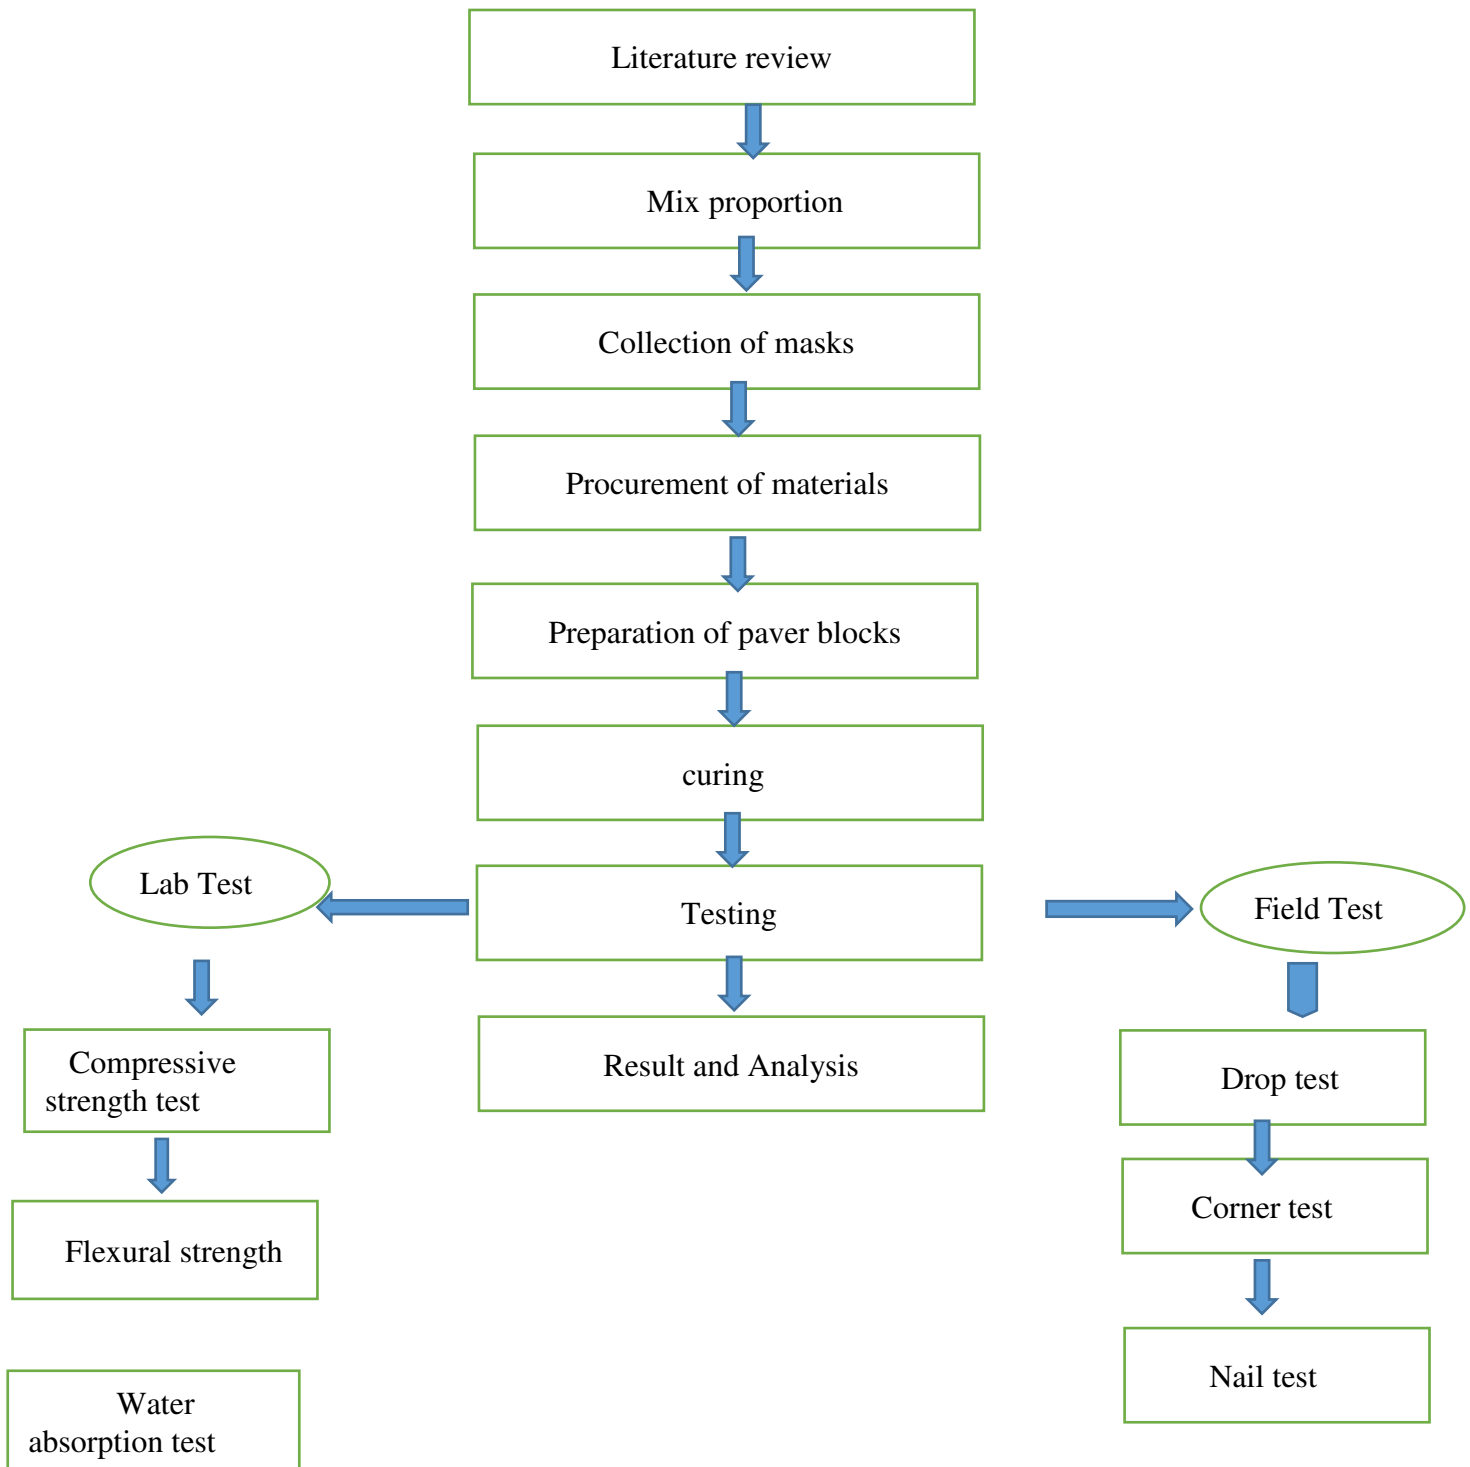 Literature review
Mix proportion
Collection of masks
Procurement of materials
Preparation of paver blocks
curing
Lab Test
Testing
Field Test
Compressive
strength test
Result and Analysis
Drop test
Flexural strength
Corner test
Water
absorption test
Nail test